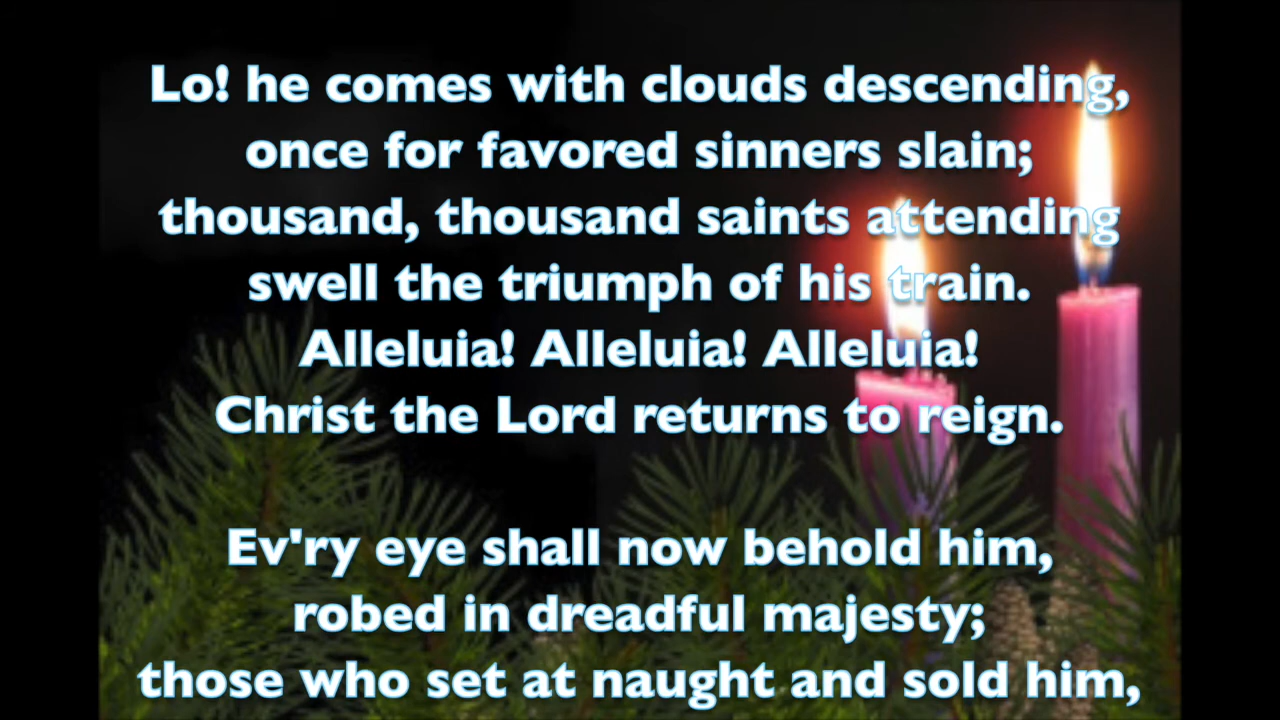 Lo! he comes with clouds descending,
once for favored sinners slain;
thousand, thousand saints attending
swell the triumph of his train.
Alleluia! Alleluia! Alleluia!
Christ the Lord returns to reign.
Ev'ry eye shall now behold him,
robed in dreadful majesty;
those who set at naught and sold him,